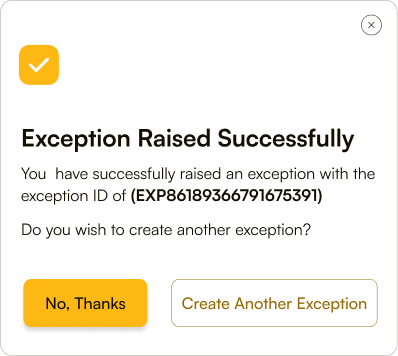 Exception Raised Successfully
You  have successfully raised an exception with the
exception ID of (EXP86189366791675391)
Do you wish to create another exception?
No, Thanks
Create Another Exception